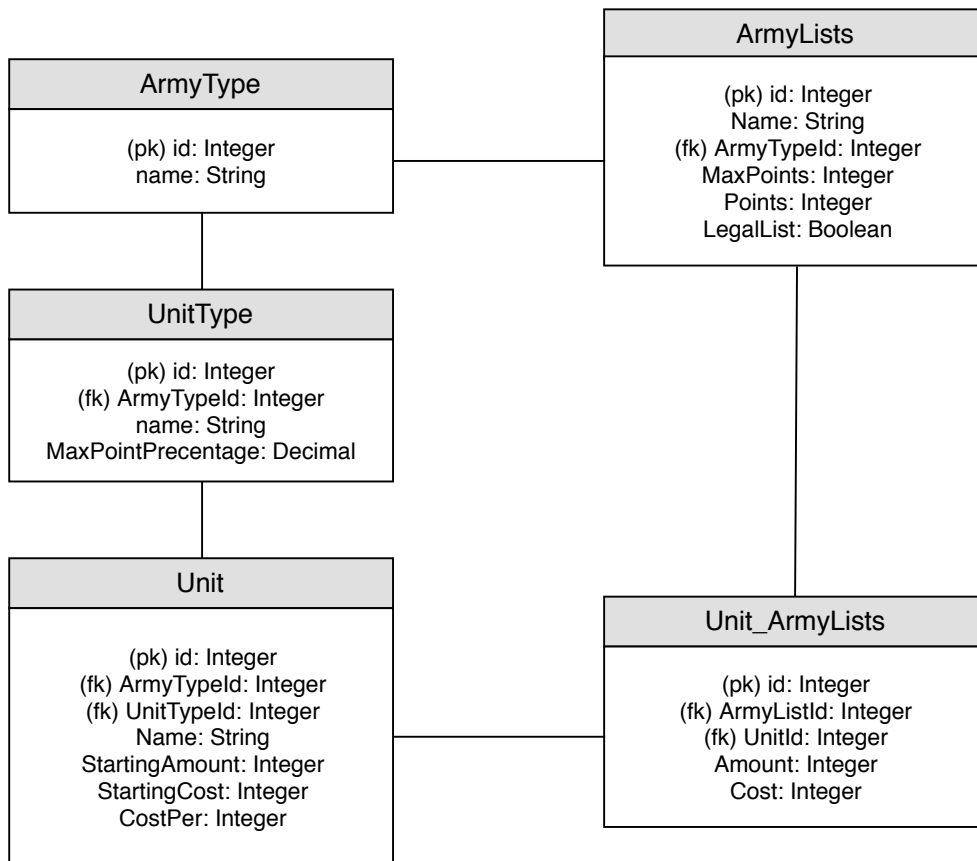 ArmyType
(pk) id: Integer
name: String
ArmyLists
(pk) id: Integer
Name: String
(fk) ArmyTypeId: Integer
MaxPoints: Integer
Points: Integer
LegalList: Boolean
UnitType
(pk) id: Integer
(fk) ArmyTypeId: Integer
name: String
MaxPointPrecentage: Decimal
Unit
(pk) id: Integer
(fk) ArmyTypeId: Integer
(fk) UnitTypeId: Integer
Name: String
StartingAmount: Integer
StartingCost: Integer
CostPer: Integer
Unit_ArmyLists
(pk) id: Integer
(fk) ArmyListId: Integer
(fk) UnitId: Integer
Amount: Integer
Cost: Integer